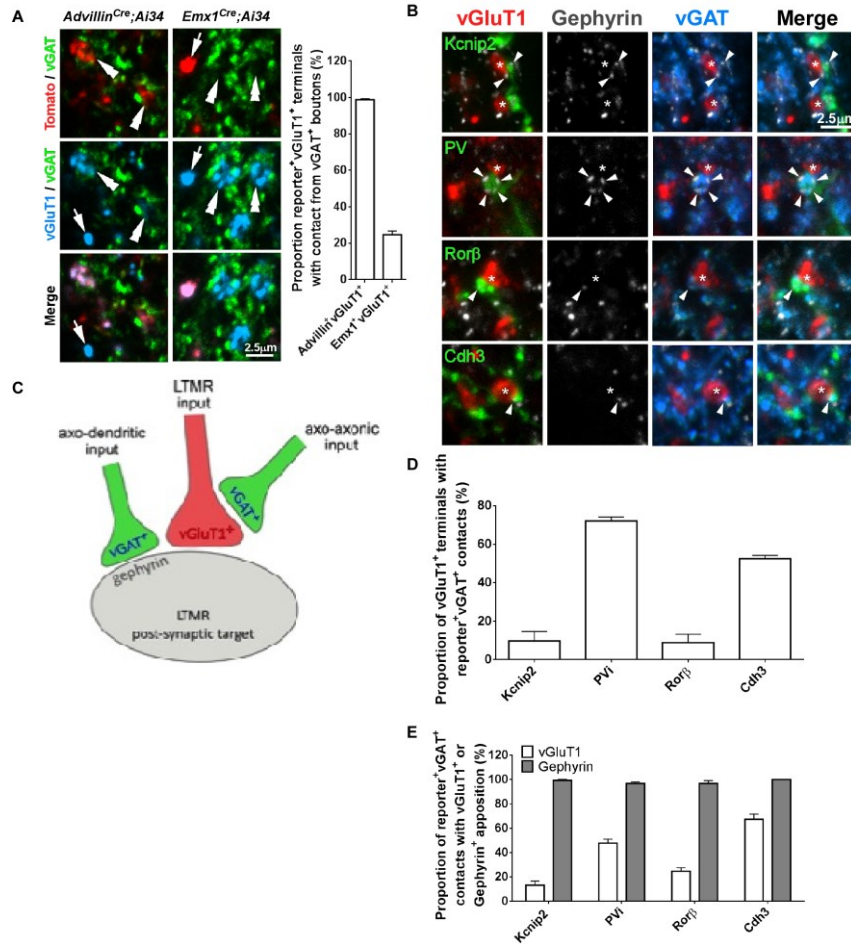 A
Advillin^Cre;Ai34
Emx1^Cre;Ai34
Tomato / vGAT
vGluT1 / vGAT
Merge
2.5μm
Proportion reporter⁺vGluT1⁺ terminals
with contact from vGAT⁺ boutons (%)
100
80
60
40
20
0
Advillin⁺vGluT1⁺
Emx1⁺vGluT1⁺
B
vGluT1
Gephyrin
vGAT
Merge
Kcnip2
2.5μm
PV
Rorβ
Cdh3
C
LTMR
input
axo-dendritic
input
axo-axonic
input
vGAT⁺
vGluT1⁺
vGAT⁺
gephyrin
LTMR
post-synaptic target
D
Proportion of vGluT1⁺ terminals with
reporter⁺vGAT⁺ contacts (%)
80
60
40
20
0
Kcnip2
PVi
Rorβ
Cdh3
E
Proportion of reporter⁺vGAT⁺
contacts with vGluT1⁺ or
Gephyrin⁺ apposition (%)
vGluT1
Gephyrin
120
100
80
60
40
20
0
Kcnip2
PVi
Rorβ
Cdh3